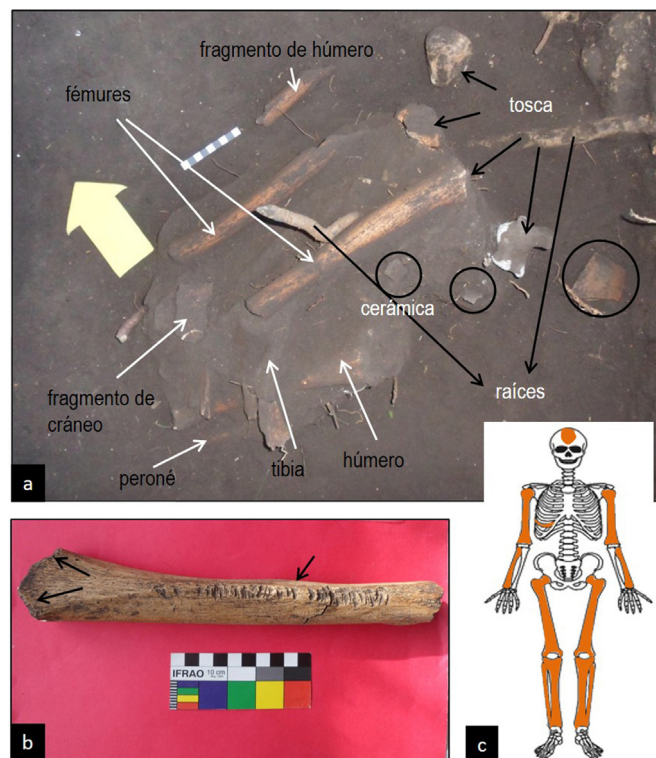 fragmento de húmero
fémures
tosca
cerámica
fragmento de
cráneo
raíces
peroné
tibia
húmero
a
IFRAO
10 cm
b
c